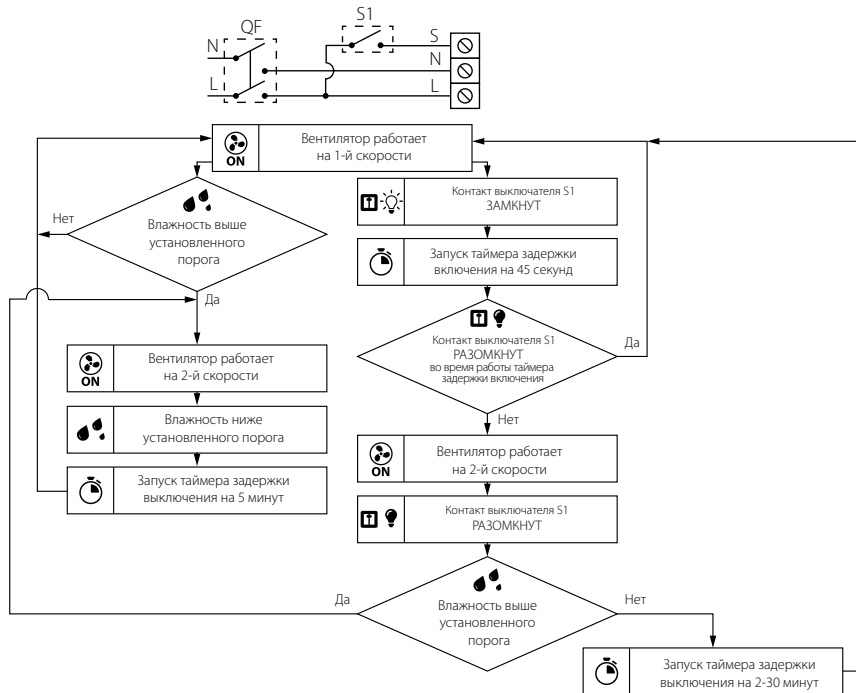 QF
S1
N
S
N
L
L
ON
Вентилятор работает
на 1-й скорости
Нет
Влажность выше
установленного
порога
Да
ON
Вентилятор работает
на 2-й скорости
Влажность ниже
установленного порога
Запуск таймера задержки
выключения на 5 минут
Контакт выключателя S1
ЗАМКНУТ
Запуск таймера задержки
включения на 45 секунд
Контакт выключателя S1
РАЗОМКНУТ
во время работы таймера
задержки включения
Да
Нет
ON
Вентилятор работает
на 2-й скорости
Контакт выключателя S1
РАЗОМКНУТ
Да
Влажность выше
установленного
порога
Нет
Запуск таймера задержки
выключения на 2-30 минут